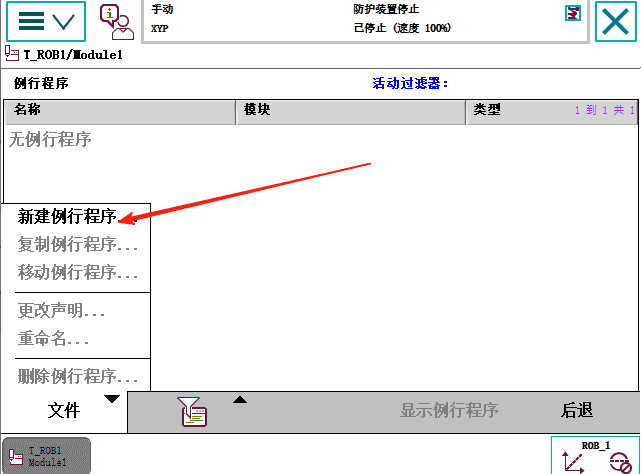 手动
防护装置停止
XYP
己停止 (速度 100%)
T_ROB1/Module1
例行程序
活动过滤器：
名称
模块
类型
1 到 1 共 1
无例行程序
新建例行程序...
复制例行程序...
移动例行程序...
更改声明...
重命名...
删除例行程序...
文件
显示例行程序
后退
T_ROB1
Module1
ROB_1